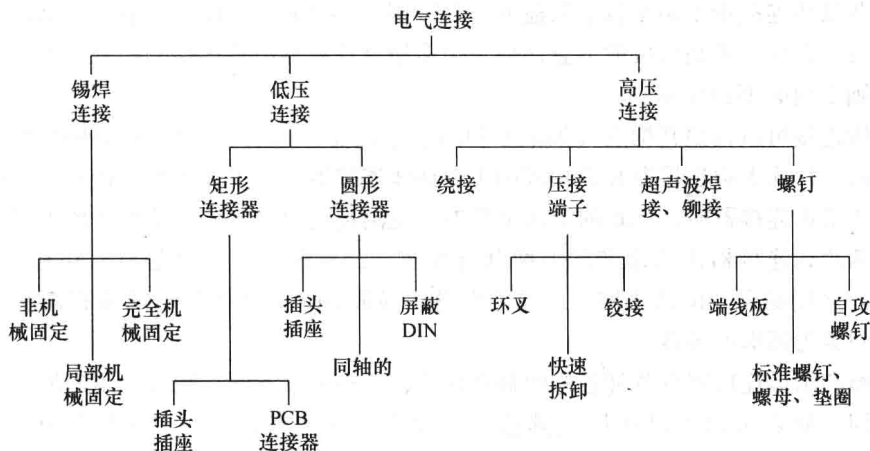 电气连接
锡焊
连接
低压
连接
高压
连接
矩形
连接器
圆形
连接器
绕接
压接
端子
超声波焊
接、铆接
螺钉
非机
械固定
完全机
械固定
局部机
械固定
插头
插座
PCB
连接器
插头
插座
屏蔽
DIN
同轴的
环叉
铰接
快速
拆卸
端线板
自攻
螺钉
标准螺钉、
螺母、垫圈